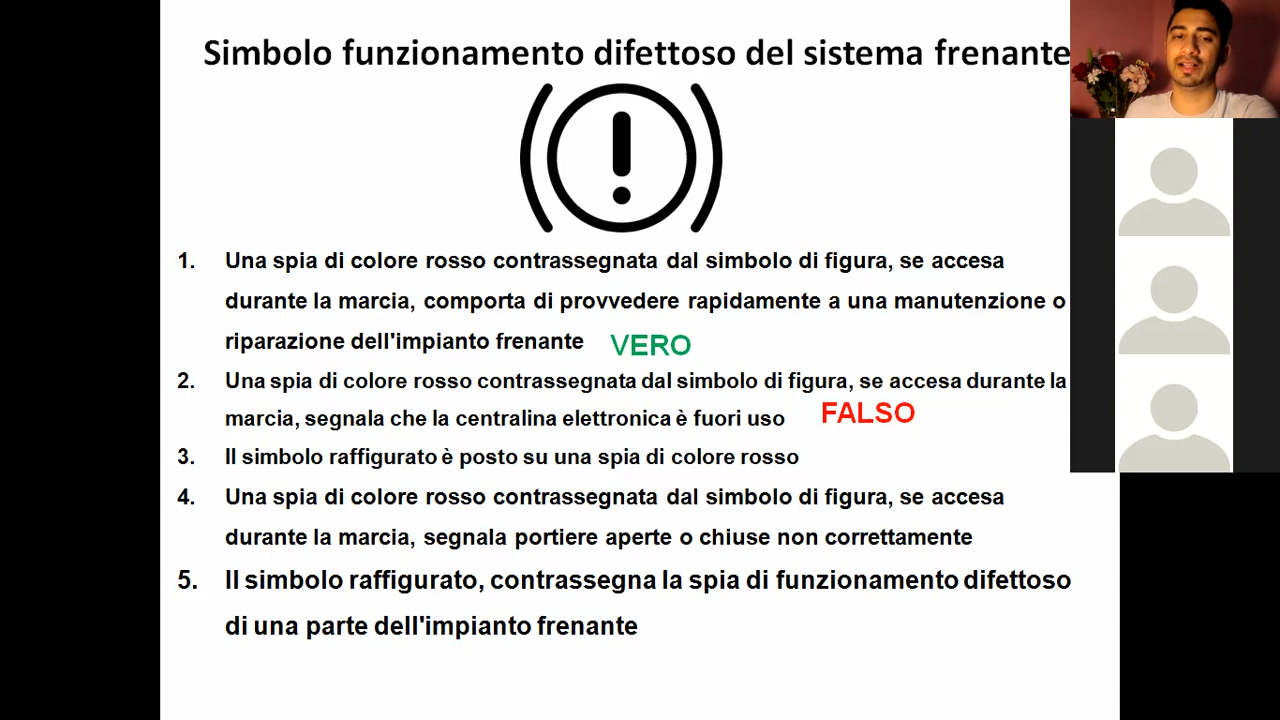 Simbolo funzionamento difettoso del sistema frenante
1. Una spia di colore rosso contrassegnata dal simbolo di figura, se accesa
durante la marcia, comporta di provvedere rapidamente a una manutenzione o
riparazione dell'impianto frenante VERO
2. Una spia di colore rosso contrassegnata dal simbolo di figura, se accesa durante la
marcia, segnala che la centralina elettronica è fuori uso FALSO
3. Il simbolo raffigurato è posto su una spia di colore rosso
4. Una spia di colore rosso contrassegnata dal simbolo di figura, se accesa
durante la marcia, segnala portiere aperte o chiuse non correttamente
5. Il simbolo raffigurato, contrassegna la spia di funzionamento difettoso
di una parte dell'impianto frenante